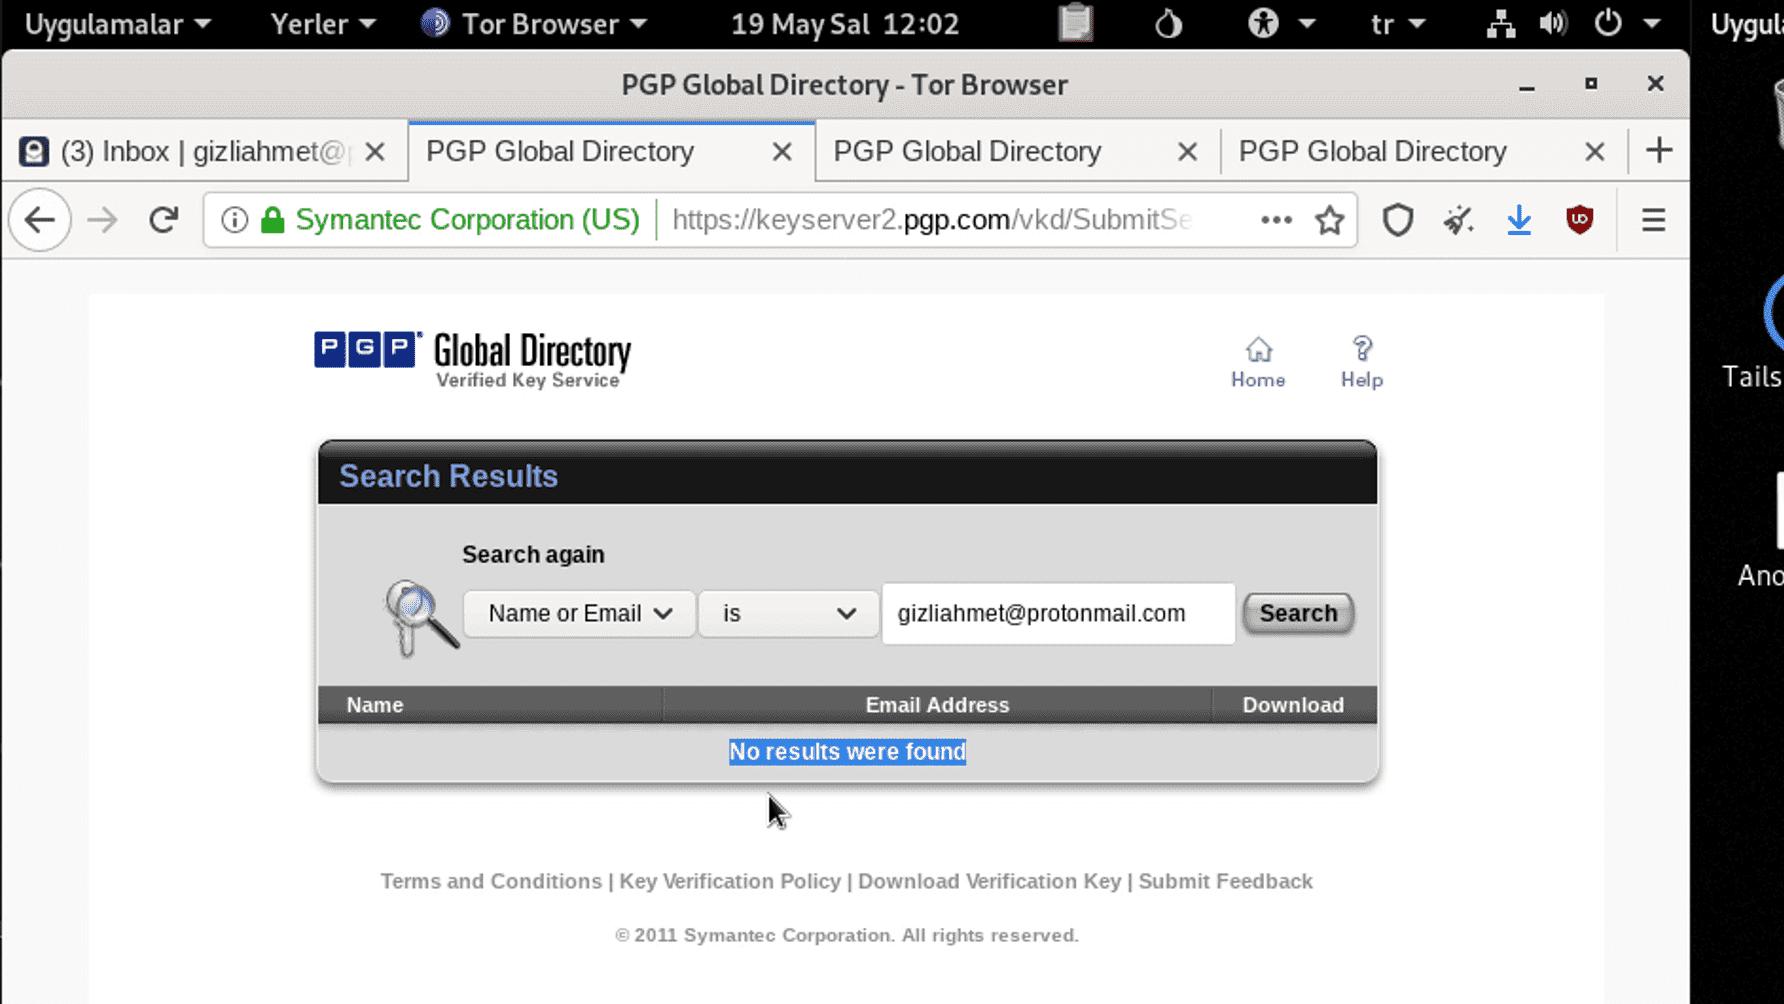 Uygulamalar Yerler Tor Browser 19 May Sal 12:02 tr
PGP Global Directory - Tor Browser
(3) Inbox | gizliahmet@ PGP Global Directory PGP Global Directory PGP Global Directory
Symantec Corporation (US) https://keyserver2.pgp.com/vkd/SubmitSe
PGP Global Directory
Verified Key Service
Home Help
Search Results
Search again
Name or Email is gizliahmet@protonmail.com Search
Name Email Address Download
No results were found
Terms and Conditions | Key Verification Policy | Download Verification Key | Submit Feedback
© 2011 Symantec Corporation. All rights reserved.
Uygula
Tails
Ano